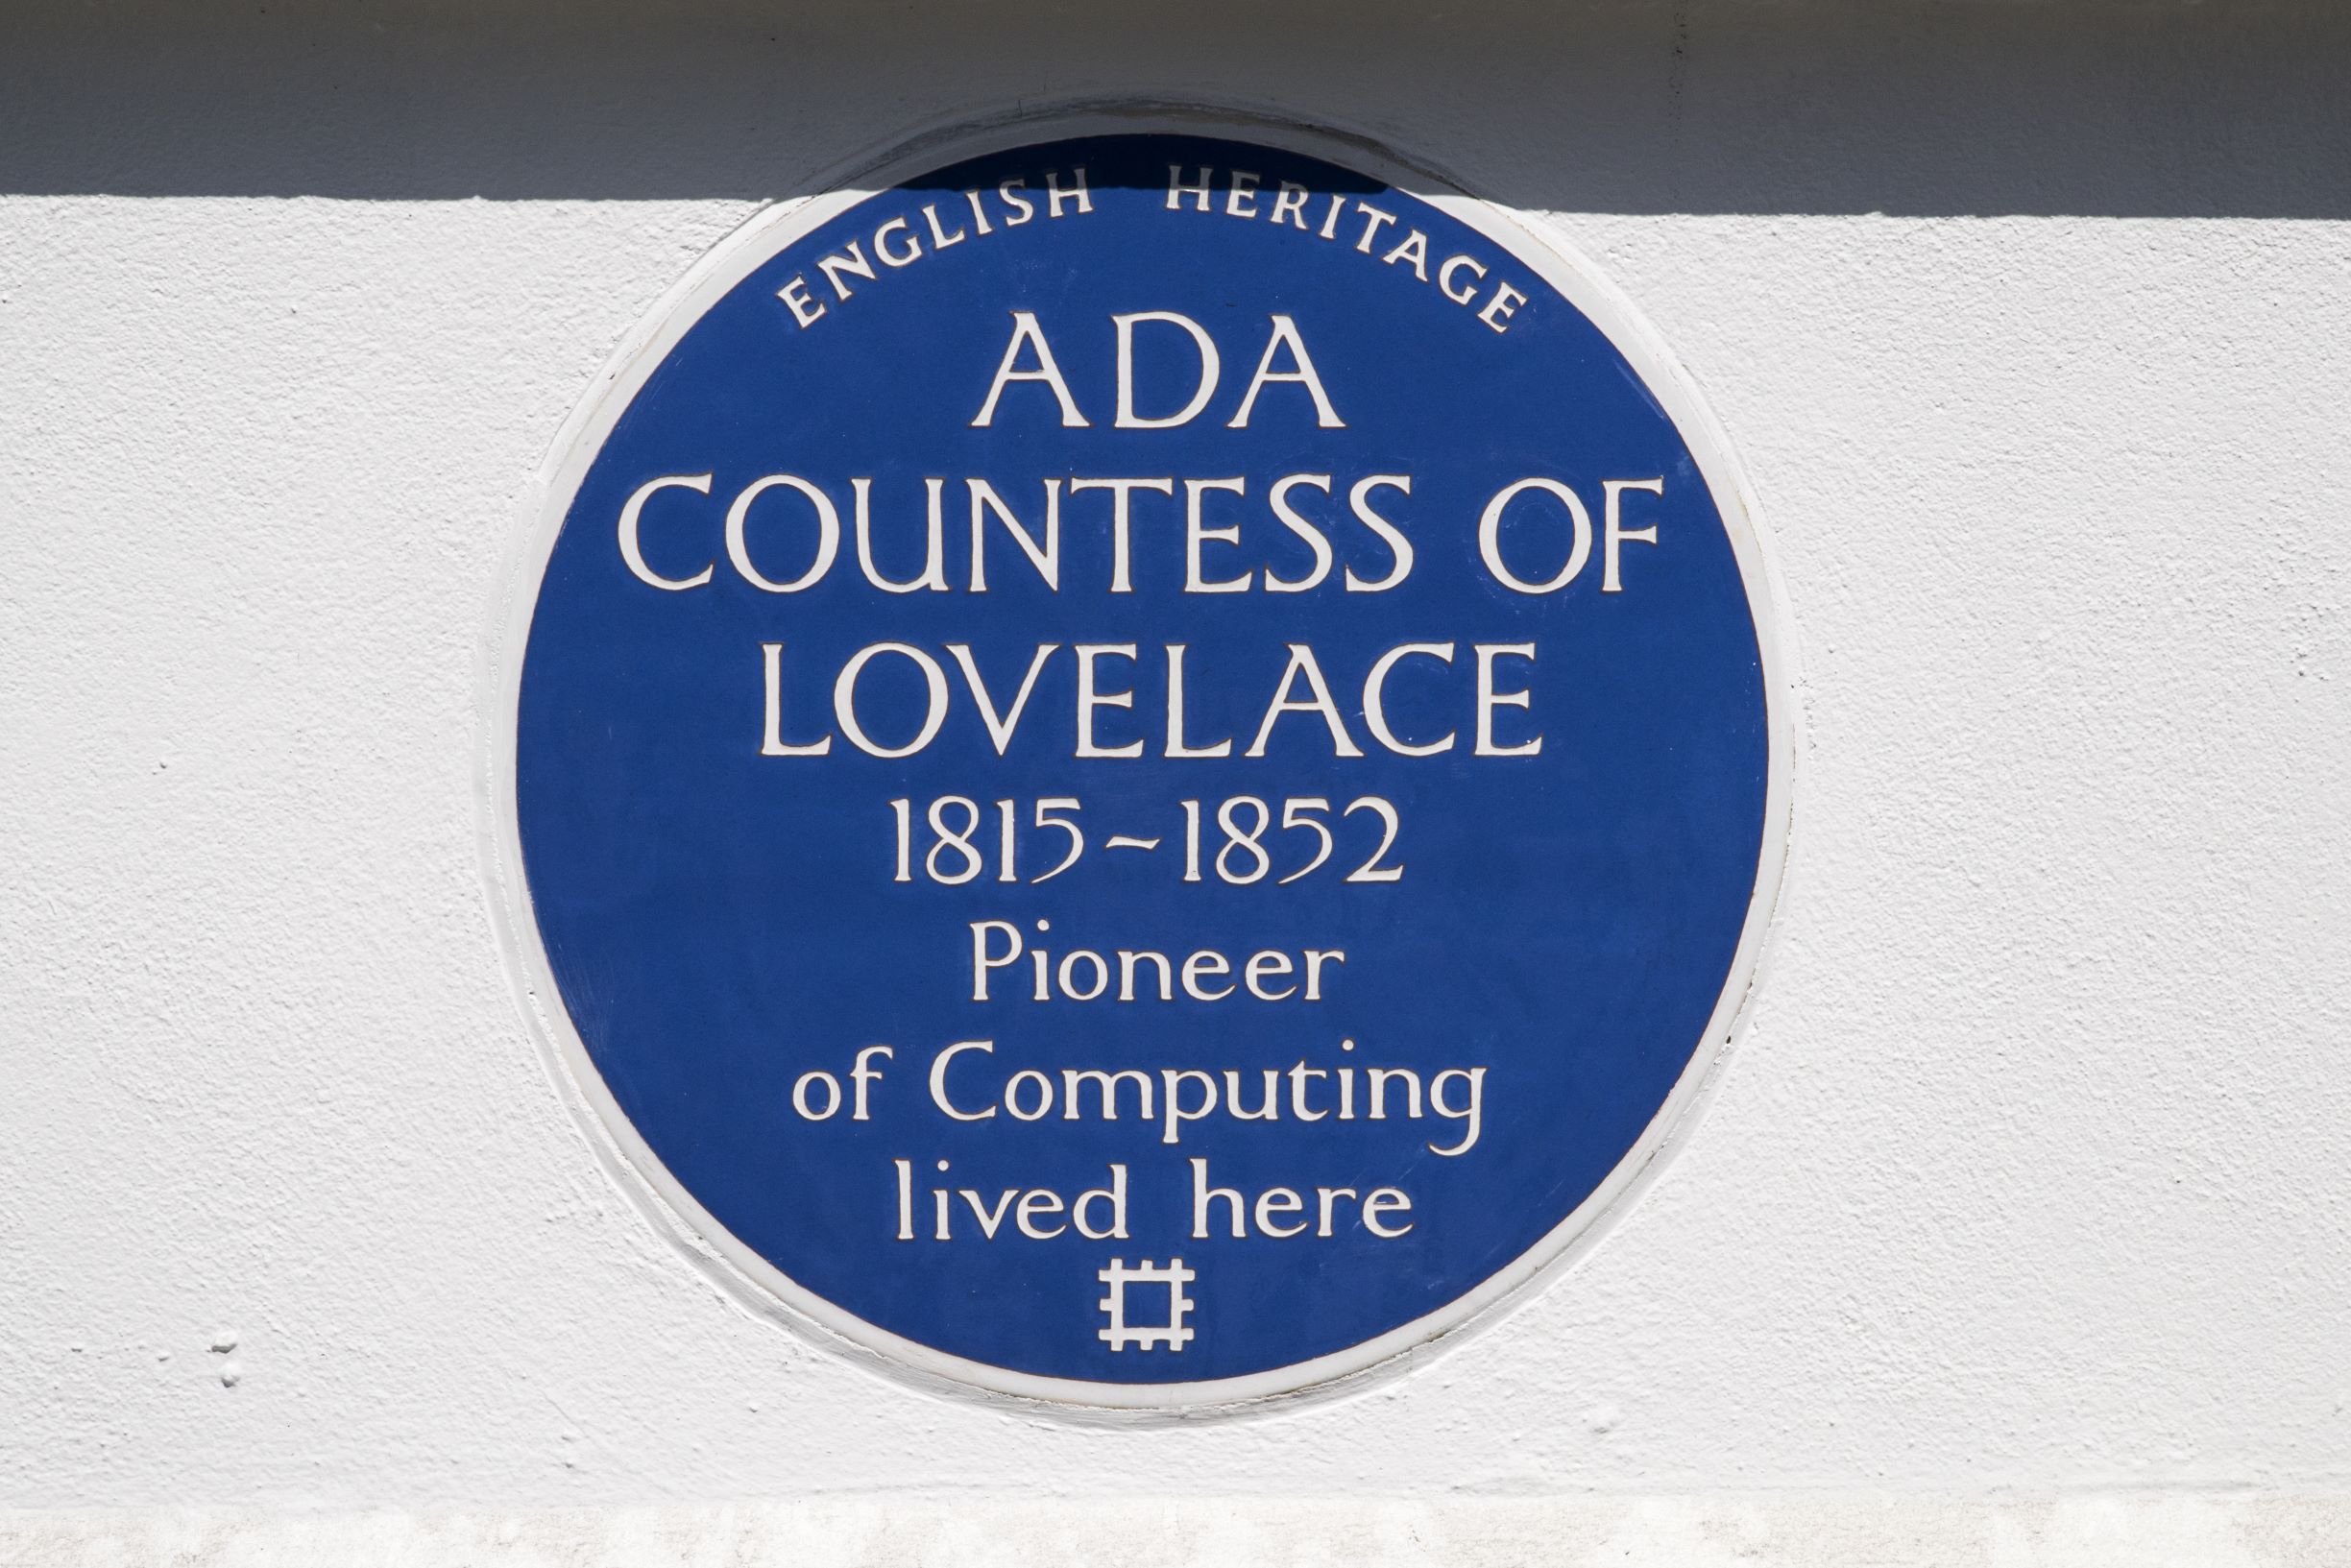 ENGLISH HERITAGE
ADA
COUNTESS OF
LOVELACE
1815~1852
Pioneer
of Computing
lived here